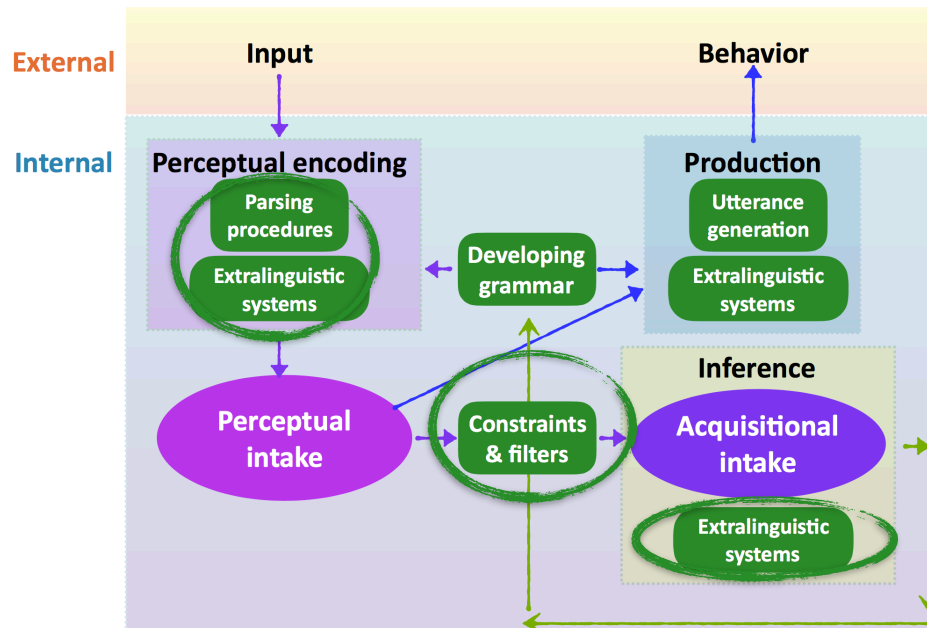 External
Input
Behavior
Internal
Perceptual encoding
Parsing
procedures
Extralinguistic
systems
Developing
grammar
Production
Utterance
generation
Extralinguistic
systems
Perceptual
intake
Constraints
& filters
Inference
Acquisitional
intake
Extralinguistic
systems